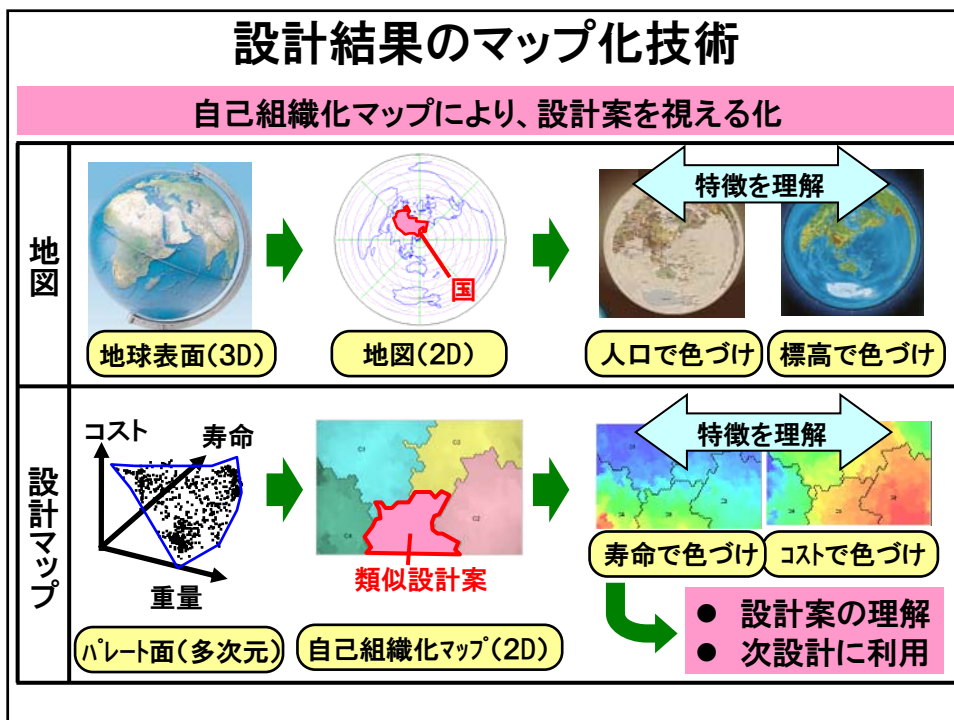 設計結果のマップ化技術
自己組織化マップにより、設計案を視える化
地図
特徴を理解
国
地球表面(3D)
地図(2D)
人口で色づけ
標高で色づけ
設計マップ
コスト
寿命
重量
特徴を理解
C1
C3
C4
C2
類似設計案
パレート面(多次元)
自己組織化マップ(2D)
寿命で色づけ
コストで色づけ
● 設計案の理解
● 次設計に利用